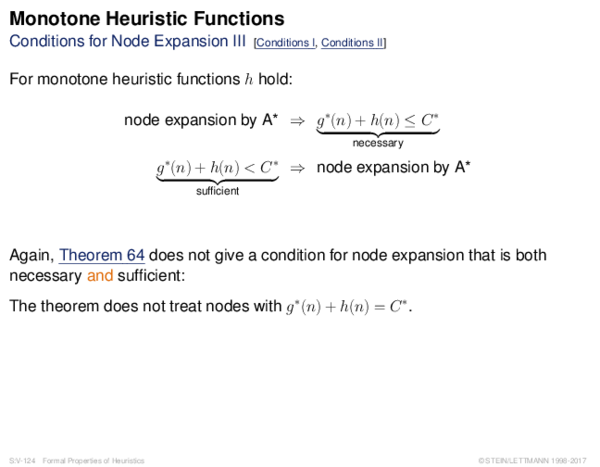 Monotone Heuristic Functions
Conditions for Node Expansion III [Conditions I, Conditions II]
For monotone heuristic functions h hold:
node expansion by A* ⇒ g*(n) + h(n) ≤ C*
necessary
g*(n) + h(n) < C* ⇒ node expansion by A*
sufficient
Again, Theorem 64 does not give a condition for node expansion that is both
necessary and sufficient:
The theorem does not treat nodes with g*(n) + h(n) = C*.
S:V-124 Formal Properties of Heuristics ©STEIN/LETTMANN 1998-2017